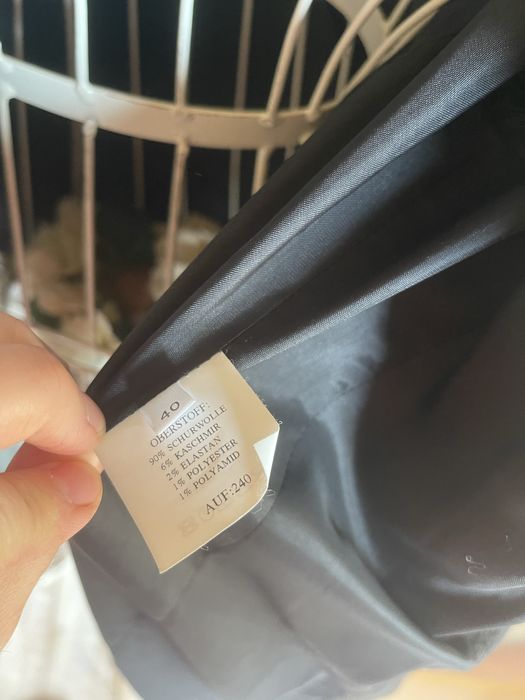 40
OBERSTOFF:
90% SCHURWOLLE
6% KASCHMIR
2% ELASTAN
1% POLYESTER
1% POLYAMID
AUF:240